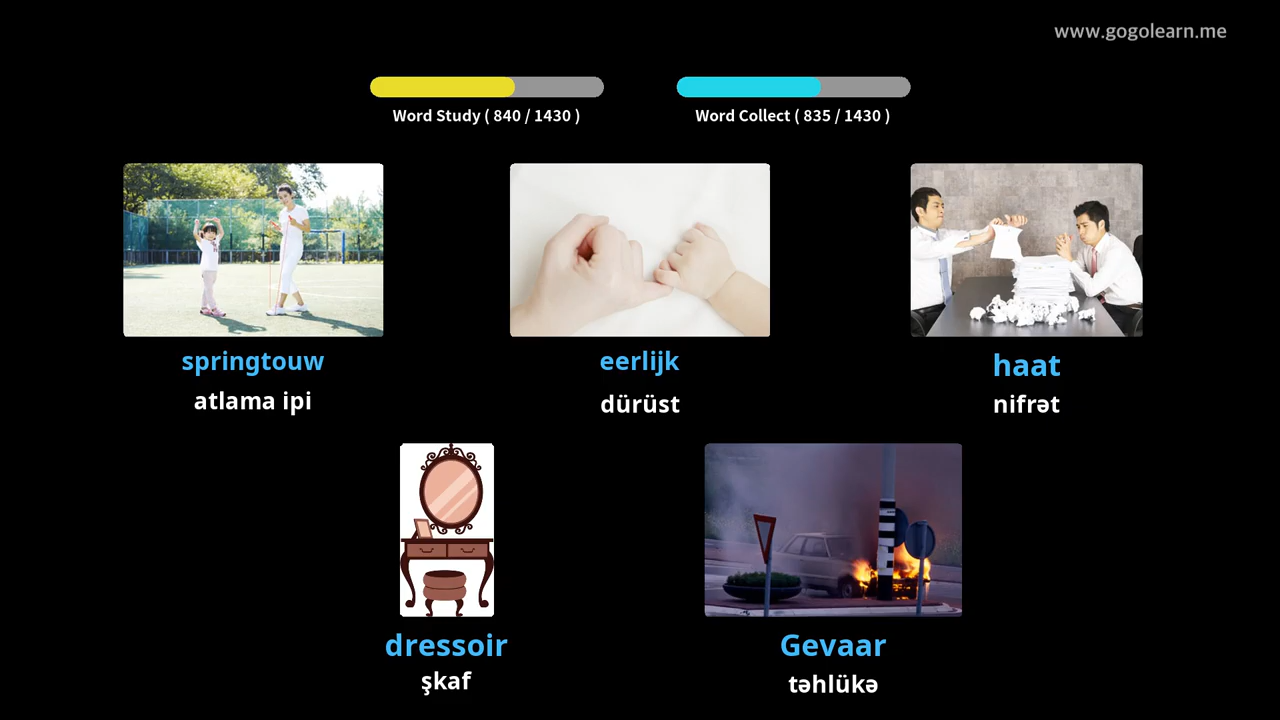 www.gogolearn.me
Word Study ( 840 / 1430 )
Word Collect ( 835 / 1430 )
springtouw
eerlijk
haat
atlama ipi
dürüst
nifrət
dressoir
Gevaar
şkaf
təhlükə